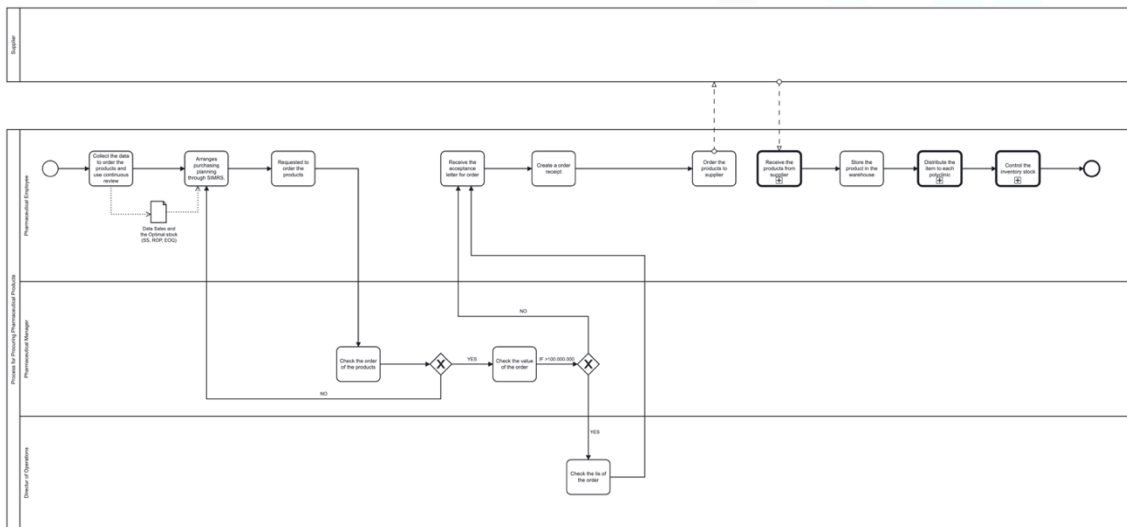 Supplier
Process for Procuring Pharmaceutical Products
Pharmaceutical Employee
Collect the data
to order the
products and
use continuous
review
Arranges
purchasing
planning
through SIMRS.
Requested to
order the
products
Receive the
acceptance
letter for order
Create a order
receipt
Order the
products to
supplier
Receive the
products from
supplier
Store the
product in the
warehouse
Distribute the
item to each
polyclinic
Control the
inventory stock
Data Sales and
the Optimal stock
(SS, ROP, EOQ)
Pharmaceutical Manager
NO
Check the order
of the products
YES
Check the value
of the order
IF >100.000.000
NO
YES
Director of Operations
Check the lis of
the order